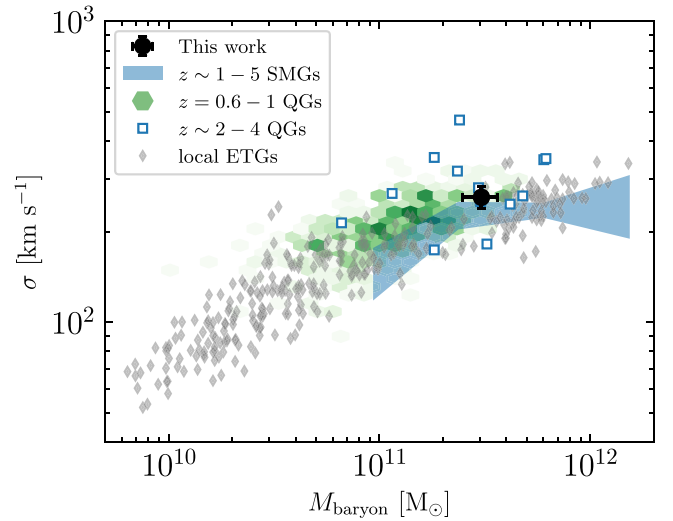 10³
This work
z ∼ 1 − 5 SMGs
z = 0.6 − 1 QGs
z ∼ 2 − 4 QGs
local ETGs
σ [km s⁻¹]
10²
10¹⁰ 10¹¹ 10¹²
M_baryon [M_⊙]